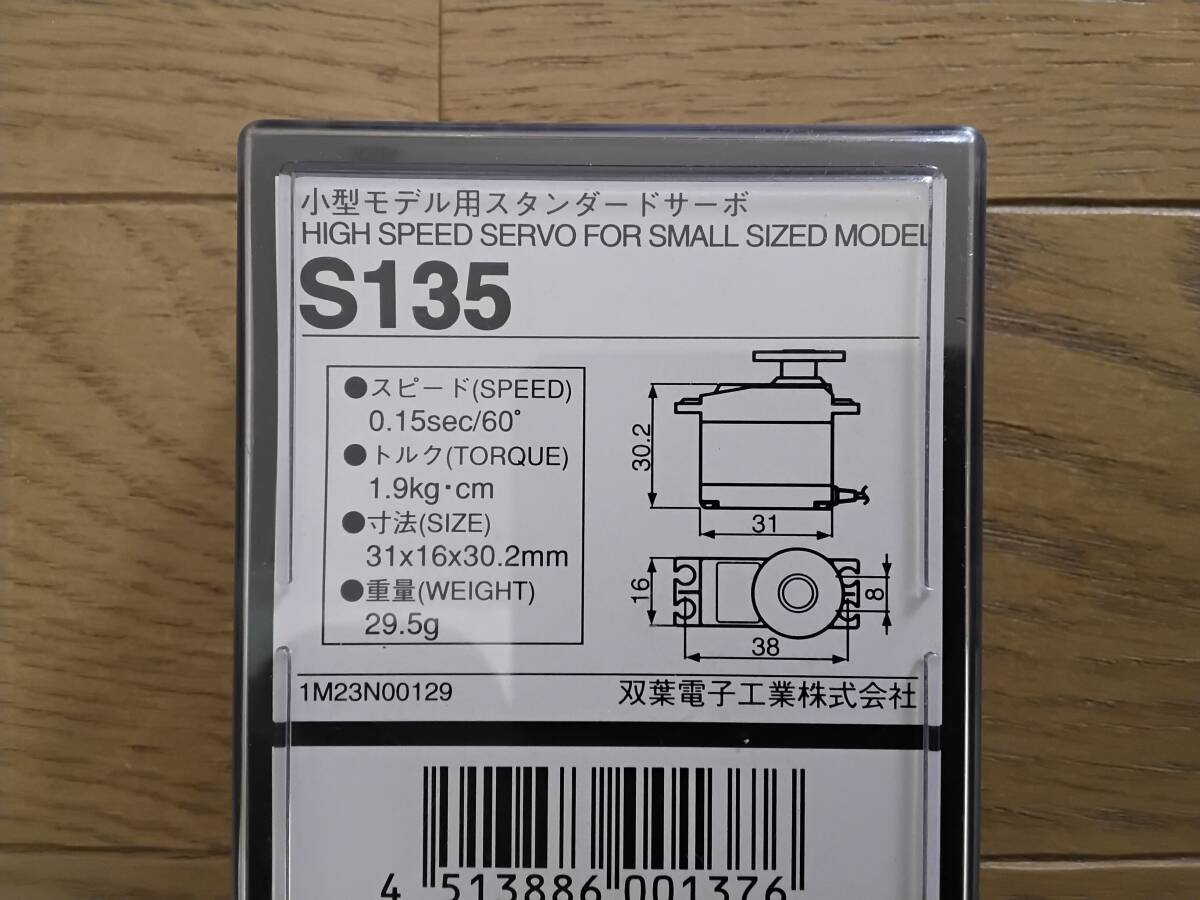 小型モデル用スタンダードサーボ
HIGH SPEED SERVO FOR SMALL SIZED MODEL
S135
●スピード(SPEED)
0.15sec/60°
●トルク(TORQUE)
1.9kg·cm
●寸法(SIZE)
31x16x30.2mm
●重量(WEIGHT)
29.5g
30.2
31
16
8
38
1M23N00129
双葉電子工業株式会社
4 513886 001376